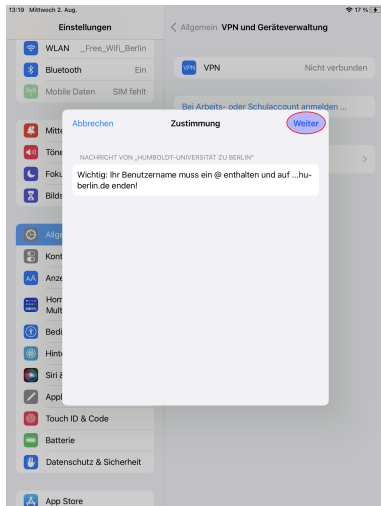 13:19 Mittwoch 2. Aug.
17 %
Einstellungen
WLAN _Free_Wifi_Berlin
Bluetooth Ein
Mobile Daten SIM fehlt
Mitte
Töne
Foku
Bilds
Allge
Kont
Anze
Hom
Mult
Bedi
Hinte
Siri &
Appl
Touch ID & Code
Batterie
Datenschutz & Sicherheit
App Store
Allgemein VPN und Geräteverwaltung
VPN VPN Nicht verbunden
Bei Arbeits- oder Schulaccount anmelden ...
Abbrechen Zustimmung Weiter
NACHRICHT VON „HUMBOLDT-UNIVERSITÄT ZU BERLIN“
Wichtig: Ihr Benutzername muss ein @ enthalten und auf ...hu-
berlin.de enden!